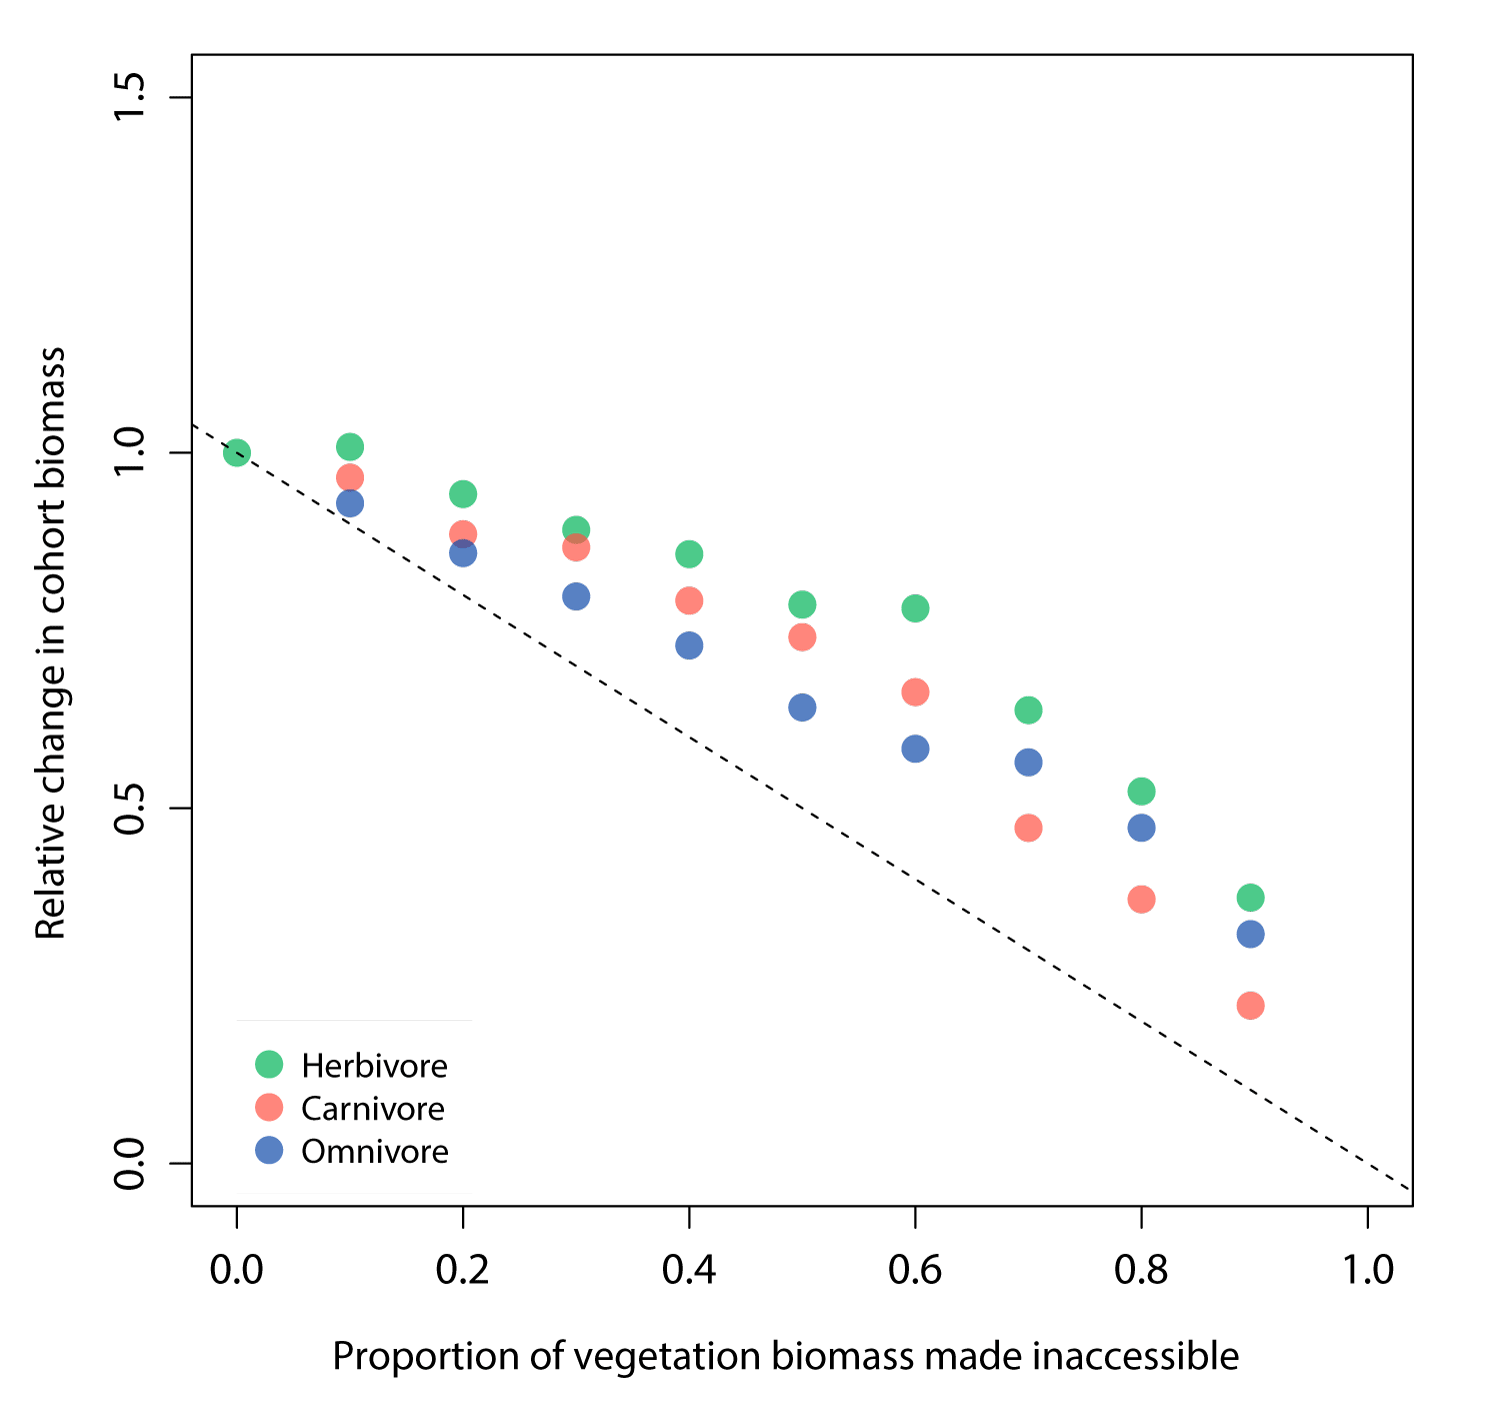 1.5
1.0
0.5
0.0
Relative change in cohort biomass
Herbivore
Carnivore
Omnivore
0.0 0.2 0.4 0.6 0.8 1.0
Proportion of vegetation biomass made inaccessible